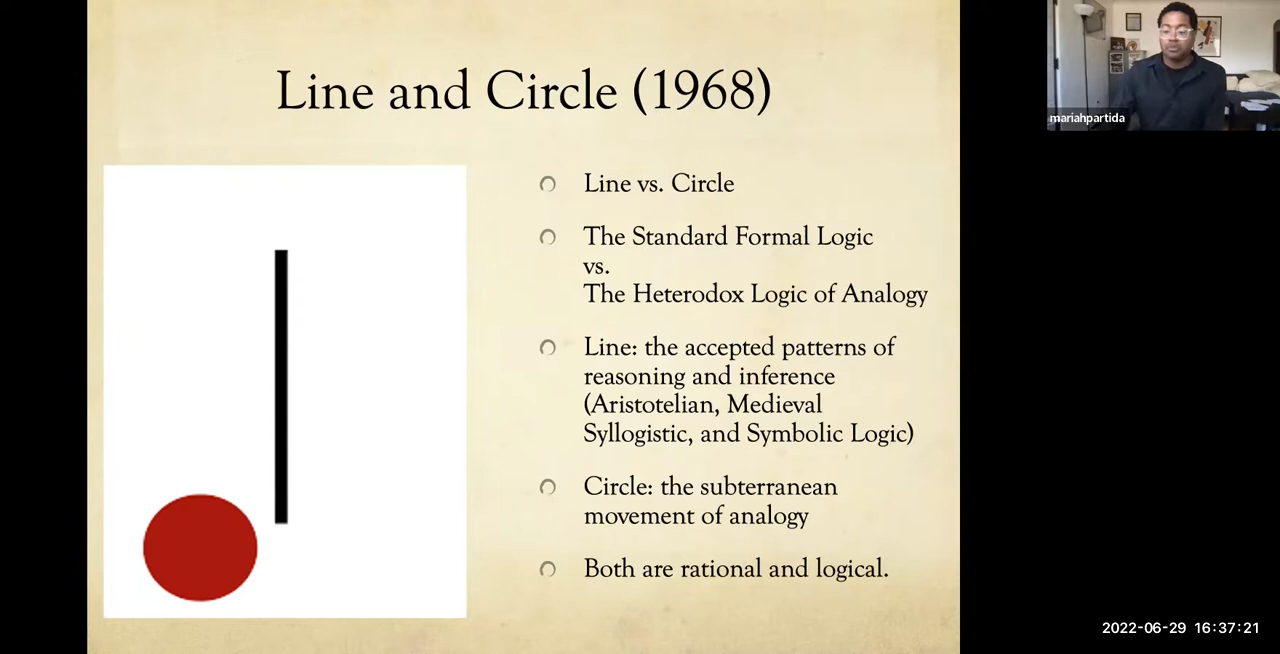 Line and Circle (1968)
Line vs. Circle
The Standard Formal Logic
vs.
The Heterodox Logic of Analogy
Line: the accepted patterns of
reasoning and inference
(Aristotelian, Medieval
Syllogistic, and Symbolic Logic)
Circle: the subterranean
movement of analogy
Both are rational and logical.
mariahpartida
2022-06-29 16:37:21